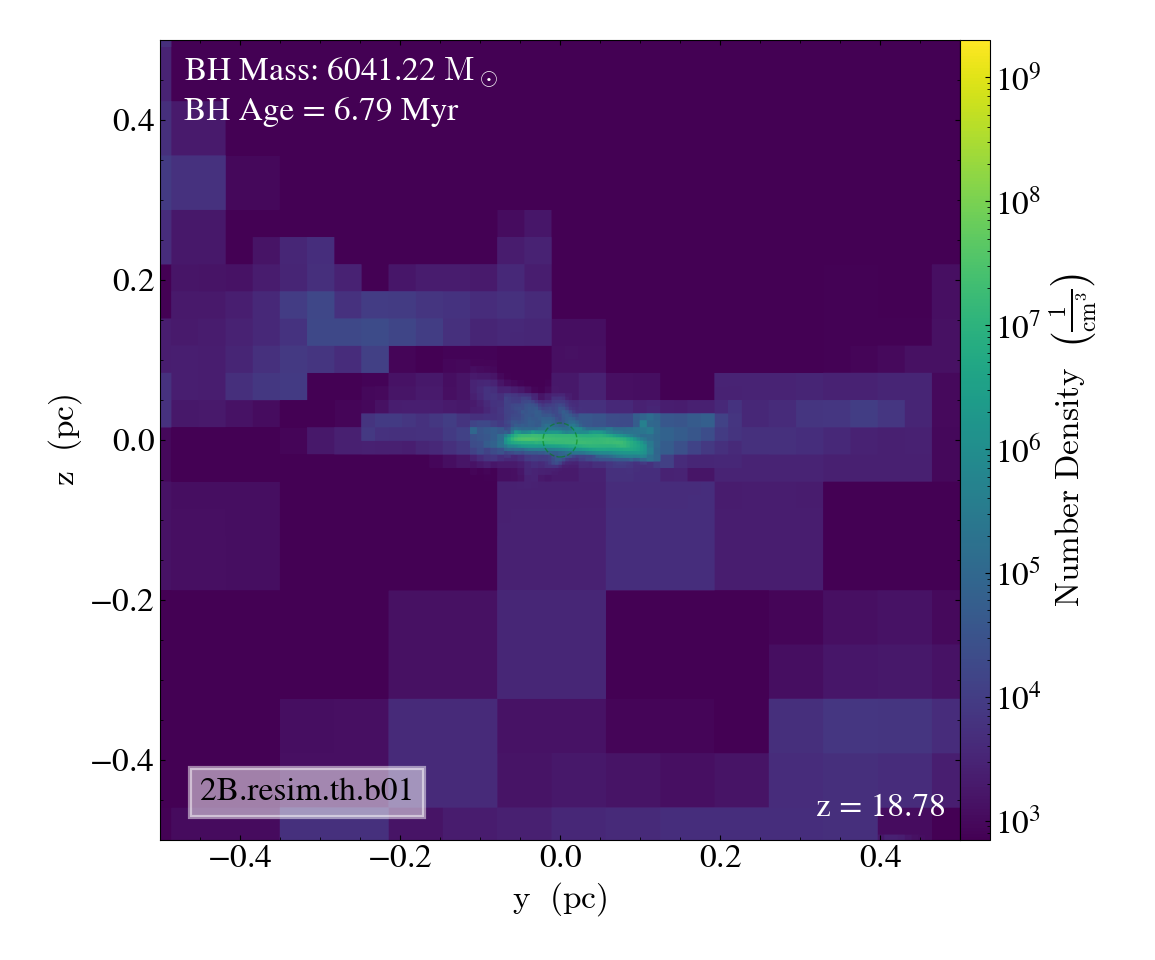 BH Mass: 6041.22 M⊙
BH Age = 6.79 Myr
0.4
0.2
0.0
−0.2
−0.4
z (pc)
2B.resim.th.b01
z = 18.78
−0.4 −0.2 0.0 0.2 0.4
y (pc)
10⁹
10⁸
10⁷
10⁶
10⁵
10⁴
10³
Number Density (1/cm³)